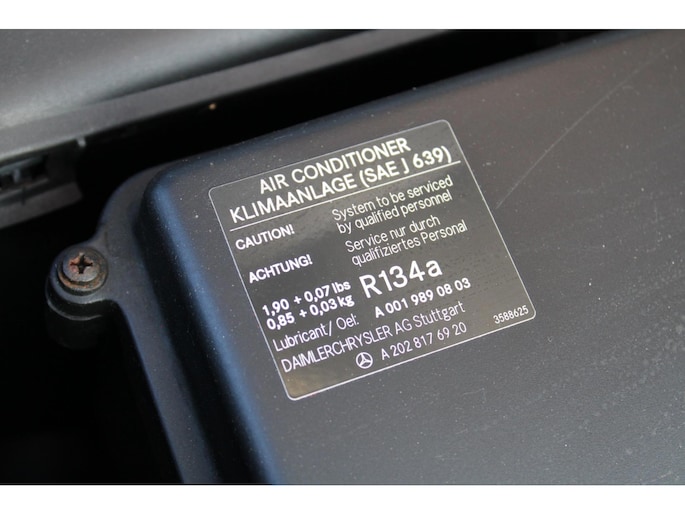 AIR CONDITIONER
KLIMAANLAGE (SAE J 639)
CAUTION! System to be serviced
by qualified personnel
ACHTUNG! Service nur durch
qualifiziertes Personal
1,90 + 0,07 lbs R134a
0,85 + 0,03 kg
Lubricant/Oel: A 001 989 08 03
DAIMLERCHRYSLER AG Stuttgart
A 202 817 69 20 3588625